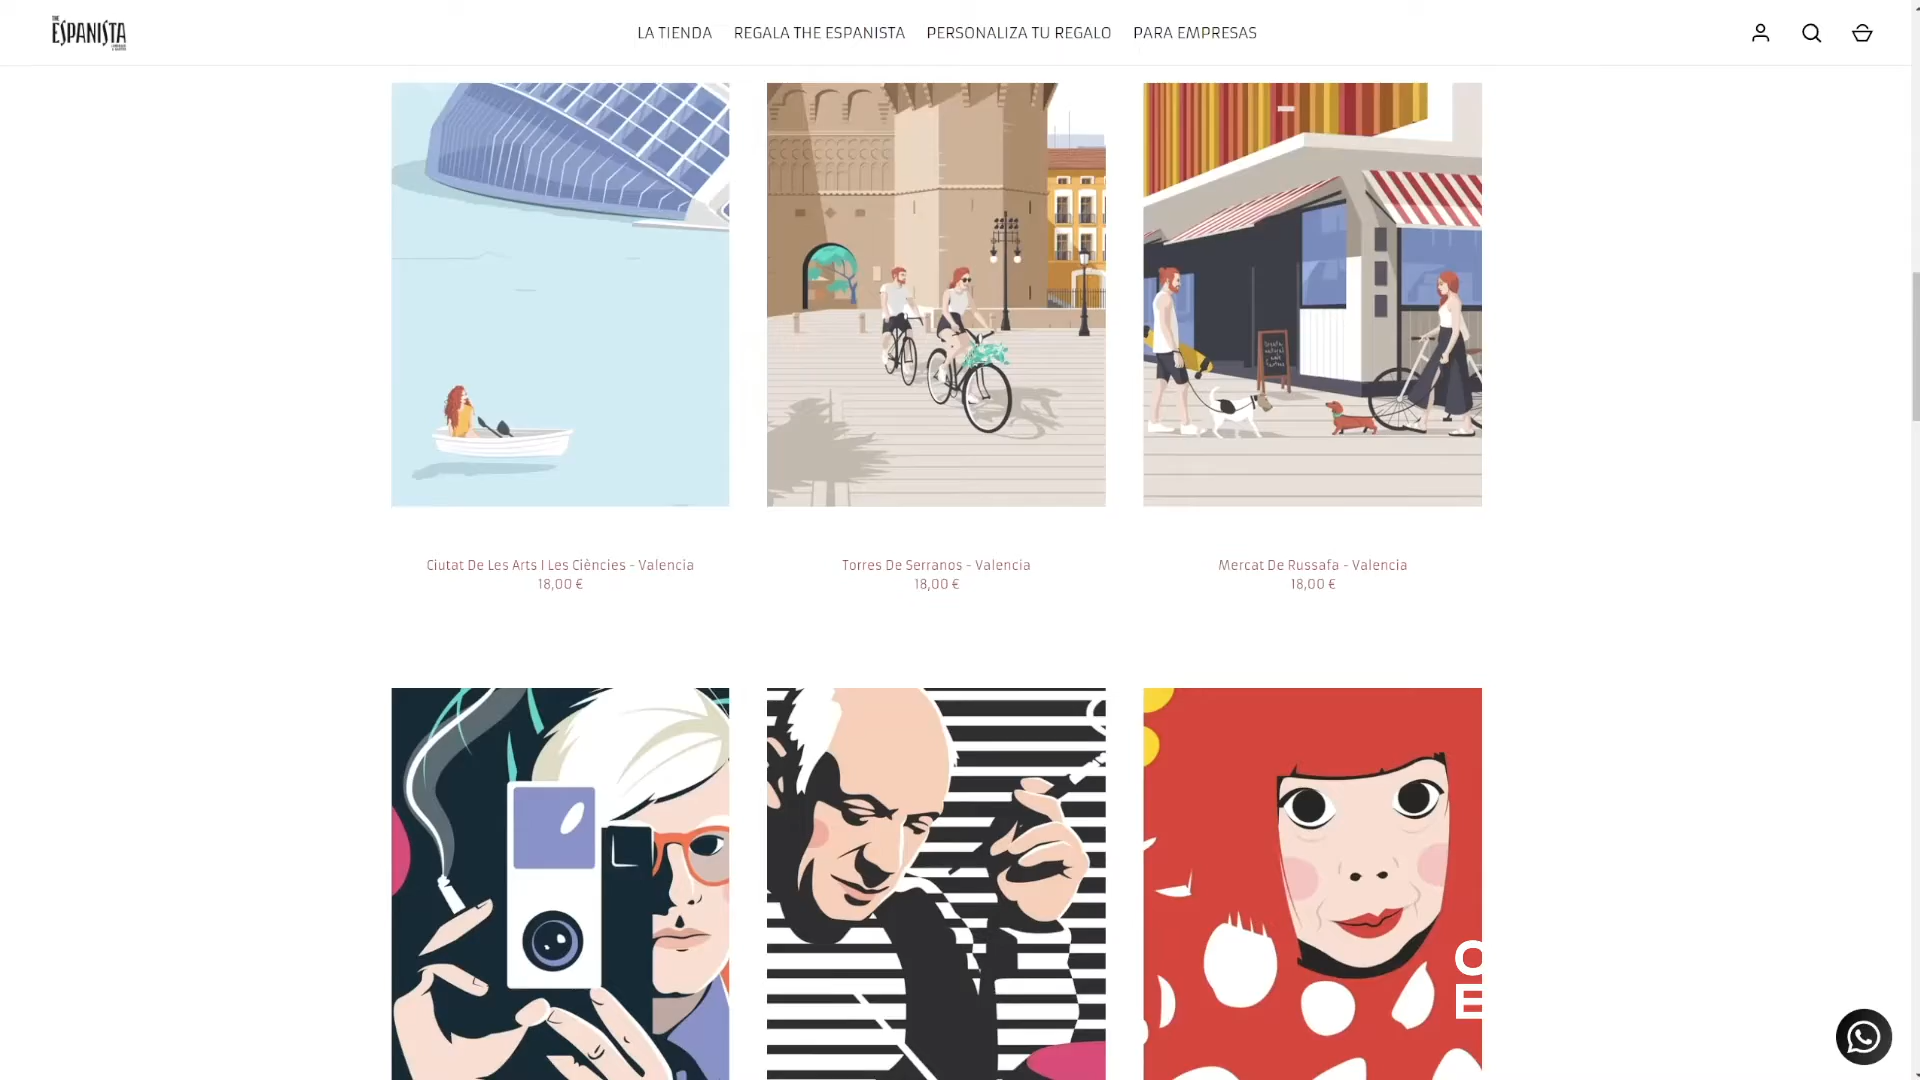 THE
ESPANISTA
LA TIENDA
REGALA THE ESPANISTA
PERSONALIZA TU REGALO
PARA EMPRESAS
Ciutat De Les Arts I Les Ciències - Valencia
18,00 €
Torres De Serranos - Valencia
18,00 €
Mercat De Russafa - Valencia
18,00 €